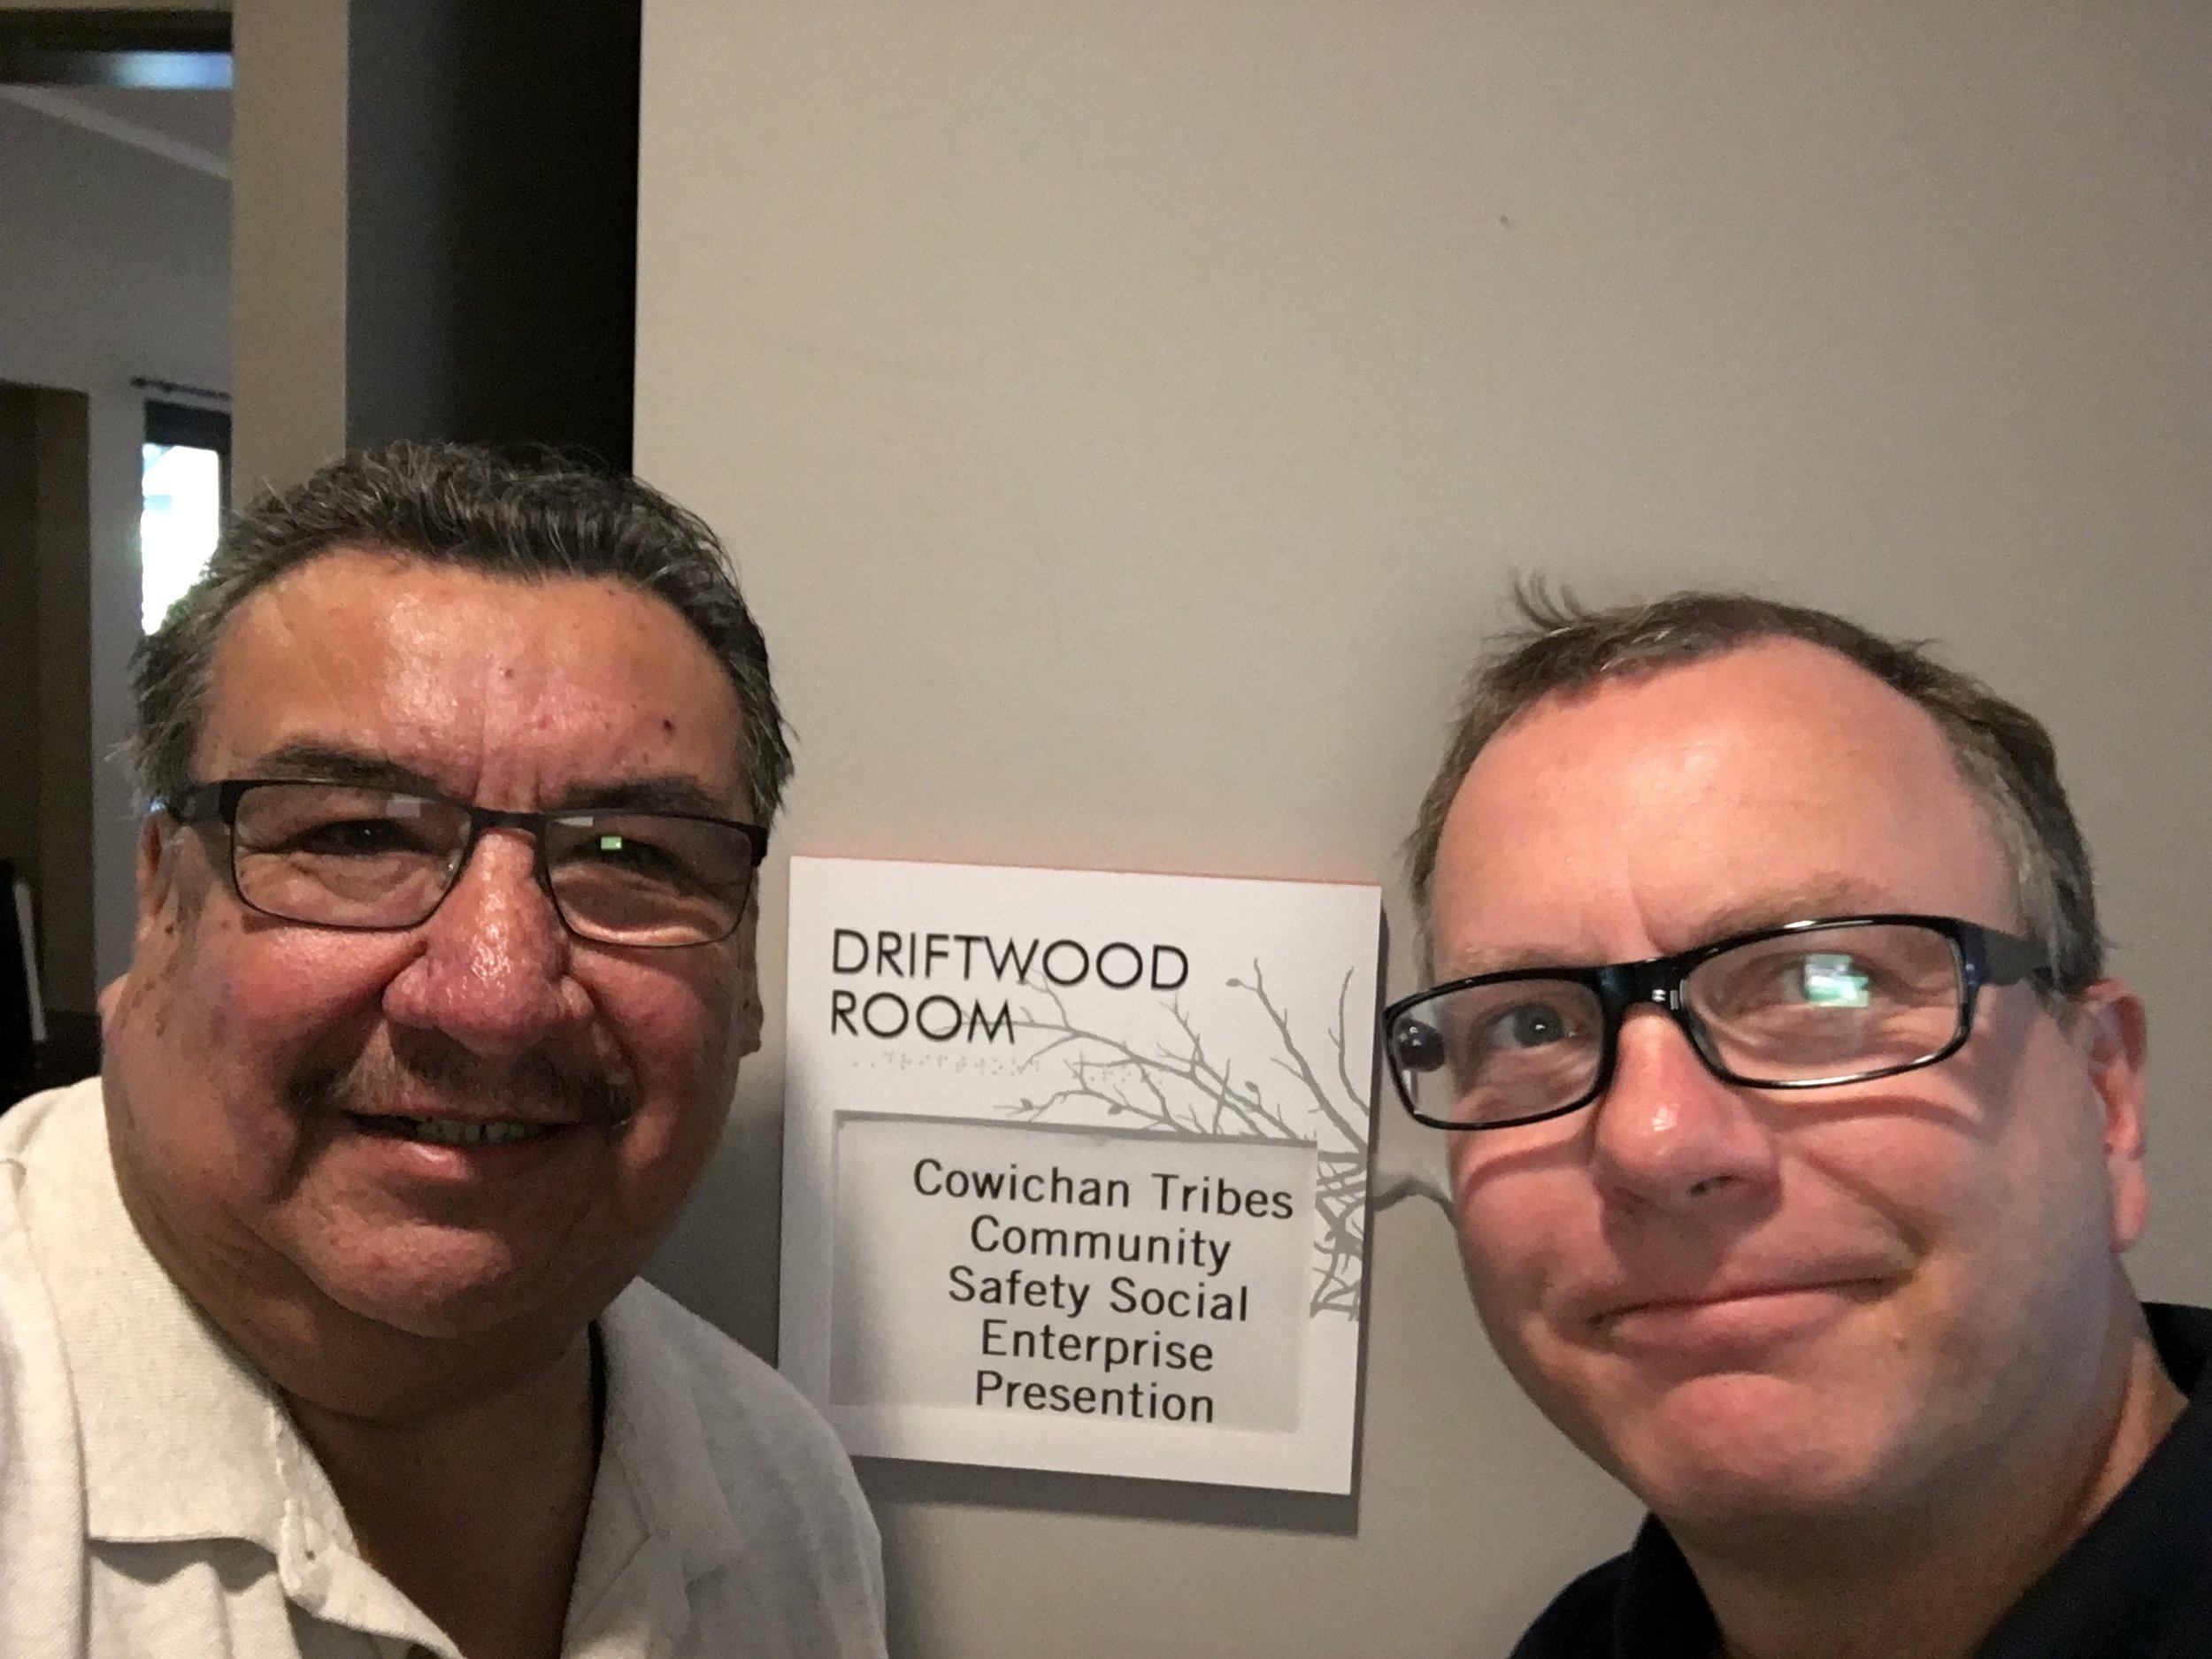 DRIFTWOOD
ROOM
Cowichan Tribes
Community
Safety Social
Enterprise
Presention